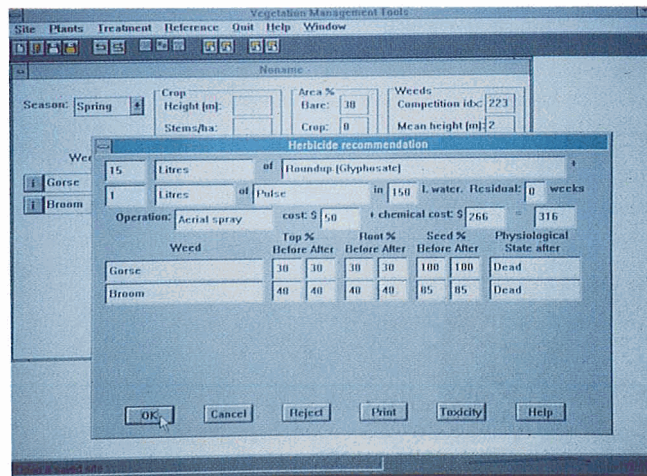 Vegetation Management Tools
Site Plants Treatment Reference Quit Help Window
Noname
Season: Spring
Crop
Height (m):
Stems/ha:
Area %
Bare: 30
Crop: 0
Weeds
Competition idx: 223
Mean height (m): 2
Wee
i Gorse
i Broom
Herbicide recommendation
15 Litres of Roundup (Glyphosate) +
1 Litres of Pulse in 150 l. water. Residual: 0 weeks
Operation: Aerial spray cost: $ 50 + chemical cost: $ 266 = 316
Weed Top % Before After Root % Before After Seed % Before After Physiological State after
Gorse 30 30 30 30 100 100 Dead
Broom 40 40 40 40 85 85 Dead
OK Cancel Reject Print Toxicity Help